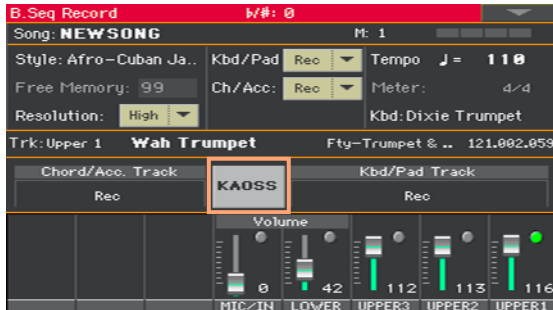 B.Seq Record b/#: 0
Song: NEWSONG M: 1
Style: Afro-Cuban Ja.. Kbd/Pad Rec Tempo ♩= 110
Free Memory: 99 Ch/Acc: Rec Meter: 4/4
Resolution: High Kbd: Dixie Trumpet
Trk: Upper 1 Wah Trumpet Fty-Trumpet & .. 121.002.059
Chord/Acc. Track KAOSS Kbd/Pad Track
Rec Rec
Volume
0 42 112 113 116
MIC/IN LOWER UPPER3 UPPER2 UPPER1